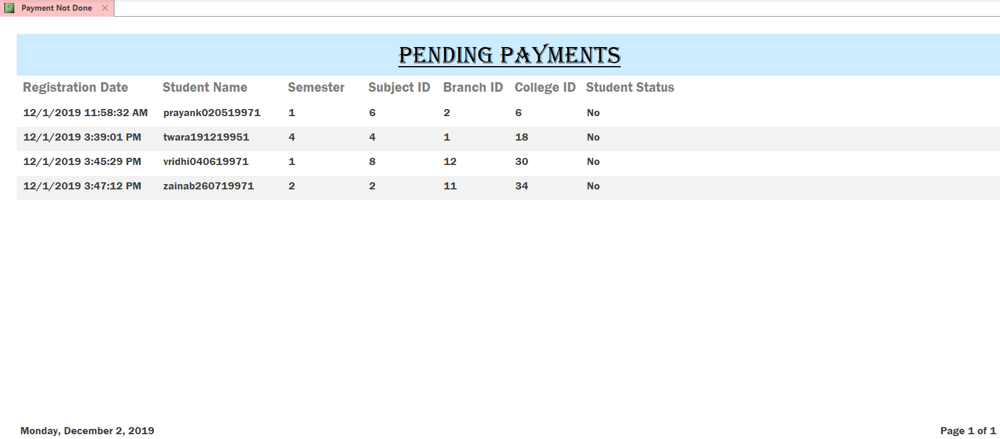 Payment Not Done
PENDING PAYMENTS
Registration Date Student Name Semester Subject ID Branch ID College ID Student Status
12/1/2019 11:58:32 AM prayank020519971 1 6 2 6 No
12/1/2019 3:39:01 PM twara191219951 4 4 1 18 No
12/1/2019 3:45:29 PM vridhi040619971 1 8 12 30 No
12/1/2019 3:47:12 PM zainab260719971 2 2 11 34 No
Monday, December 2, 2019 Page 1 of 1